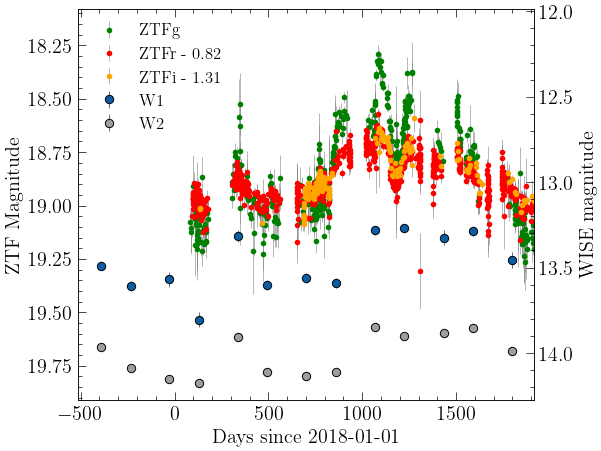 ZTFg
ZTFr - 0.82
ZTFi - 1.31
W1
W2
ZTF Magnitude
18.25
18.50
18.75
19.00
19.25
19.50
19.75
WISE magnitude
12.0
12.5
13.0
13.5
14.0
−500 0 500 1000 1500
Days since 2018-01-01